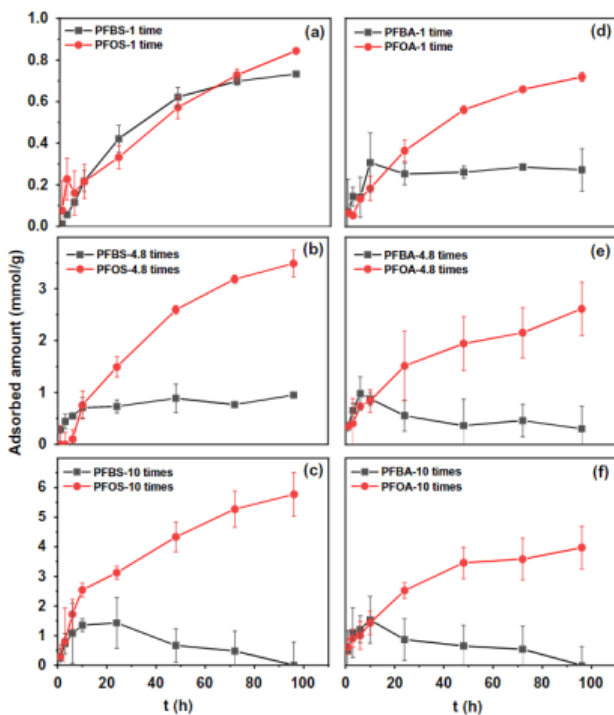 (a)
PFBS-1 time
PFOS-1 time
1.0
0.8
0.6
0.4
0.2
0.0
(d)
PFBA-1 time
PFOA-1 time
(b)
PFBS-4.8 times
PFOS-4.8 times
3
2
1
0
(e)
PFBA-4.8 times
PFOA-4.8 times
Adsorbed amount (mmol/g)
(c)
PFBS-10 times
PFOS-10 times
6
5
4
3
2
1
0
0 20 40 60 80 100
t (h)
(f)
PFBA-10 times
PFOA-10 times
0 20 40 60 80 100
t (h)